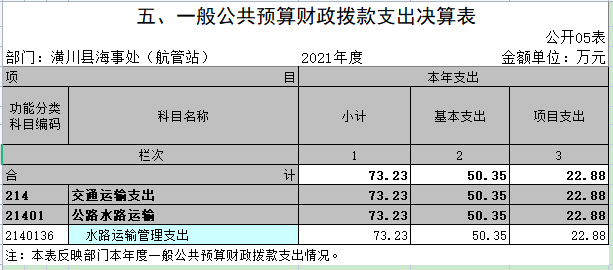 五、一般公共预算财政拨款支出决算表
公开05表
部门：潢川县海事处（航管站） 2021年度 金额单位：万元
项 目 本年支出
功能分类科目编码 科目名称 小计 基本支出 项目支出
栏次 1 2 3
合 计 73.23 50.35 22.88
214 交通运输支出 73.23 50.35 22.88
21401 公路水路运输 73.23 50.35 22.88
2140136 水路运输管理支出 73.23 50.35 22.88
注：本表反映部门本年度一般公共预算财政拨款支出情况。